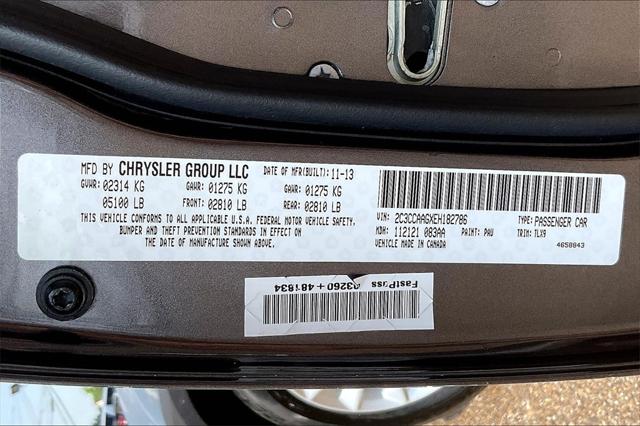 MFD BY CHRYSLER GROUP LLC DATE OF MFR(BUILT): 11-13
GVWR: 02314 KG GAWR: 01275 KG GAWR: 01275 KG
05100 LB FRONT: 02810 LB REAR: 02810 LB
THIS VEHICLE CONFORMS TO ALL APPLICABLE U.S.A. FEDERAL MOTOR VEHICLE SAFETY,
BUMPER AND THEFT PREVENTION STANDARDS IN EFFECT ON
THE DATE OF MANUFACTURE SHOWN ABOVE.
VIN: 2C3CCAAGXEH182786 TYPE: PASSENGER CAR
MDH: 112121 083AA PAINT: PAU TRIM: TLX9
VEHICLE MADE IN CANADA 4658843
FastPass 03260+481834